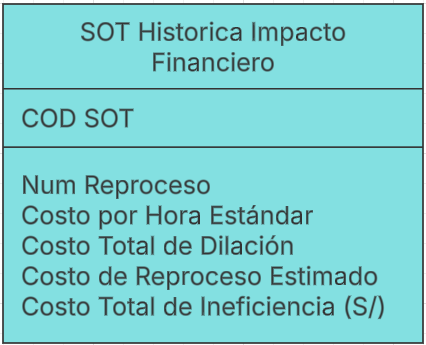 SOT Historica Impacto
Financiero
COD SOT
Num Reproceso
Costo por Hora Estándar
Costo Total de Dilación
Costo de Reproceso Estimado
Costo Total de Ineficiencia (S/)